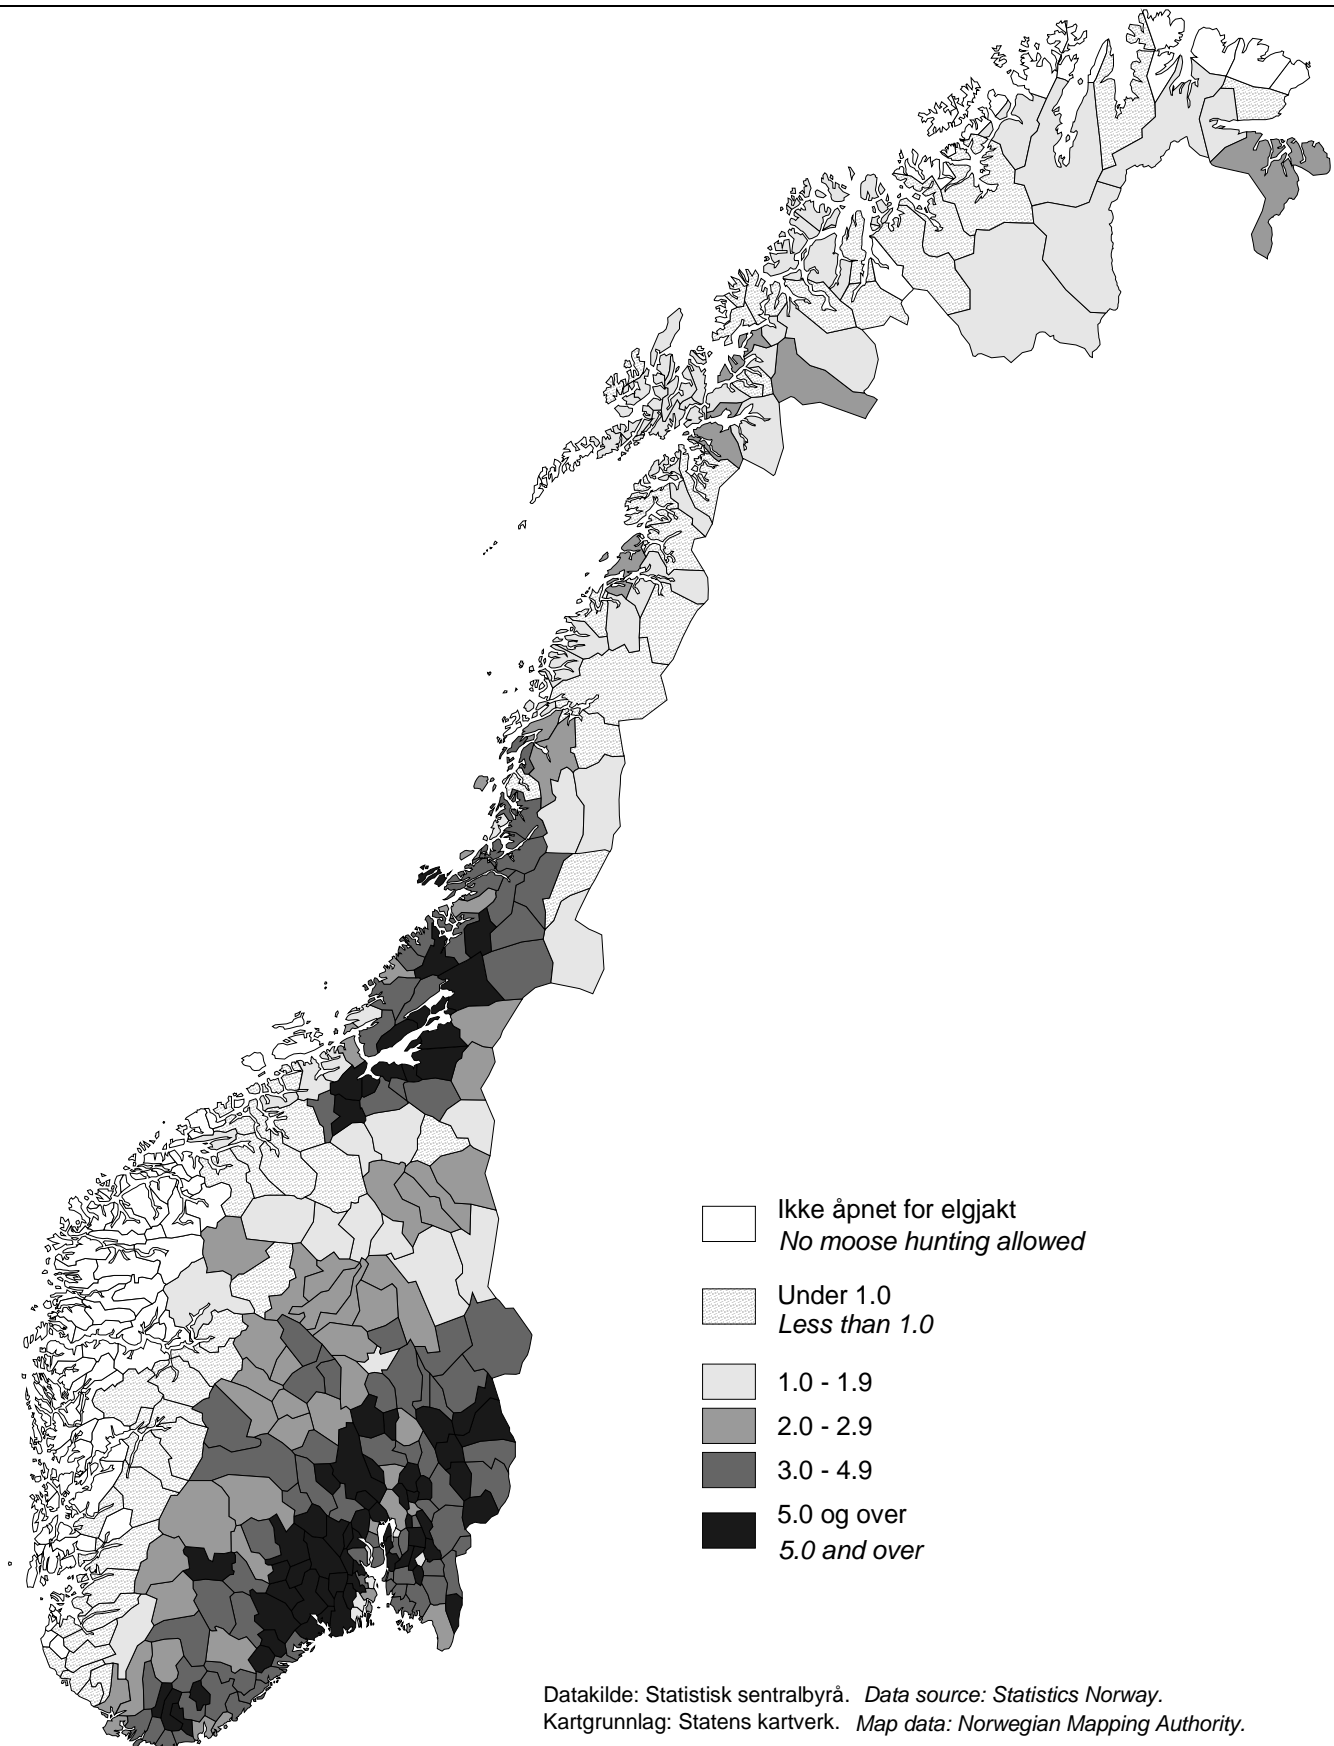 Ikke åpnet for elgjakt
No moose hunting allowed
Under 1.0
Less than 1.0
1.0 - 1.9
2.0 - 2.9
3.0 - 4.9
5.0 og over
5.0 and over
Datakilde: Statistisk sentralbyrå. Data source: Statistics Norway.
Kartgrunnlag: Statens kartverk. Map data: Norwegian Mapping Authority.